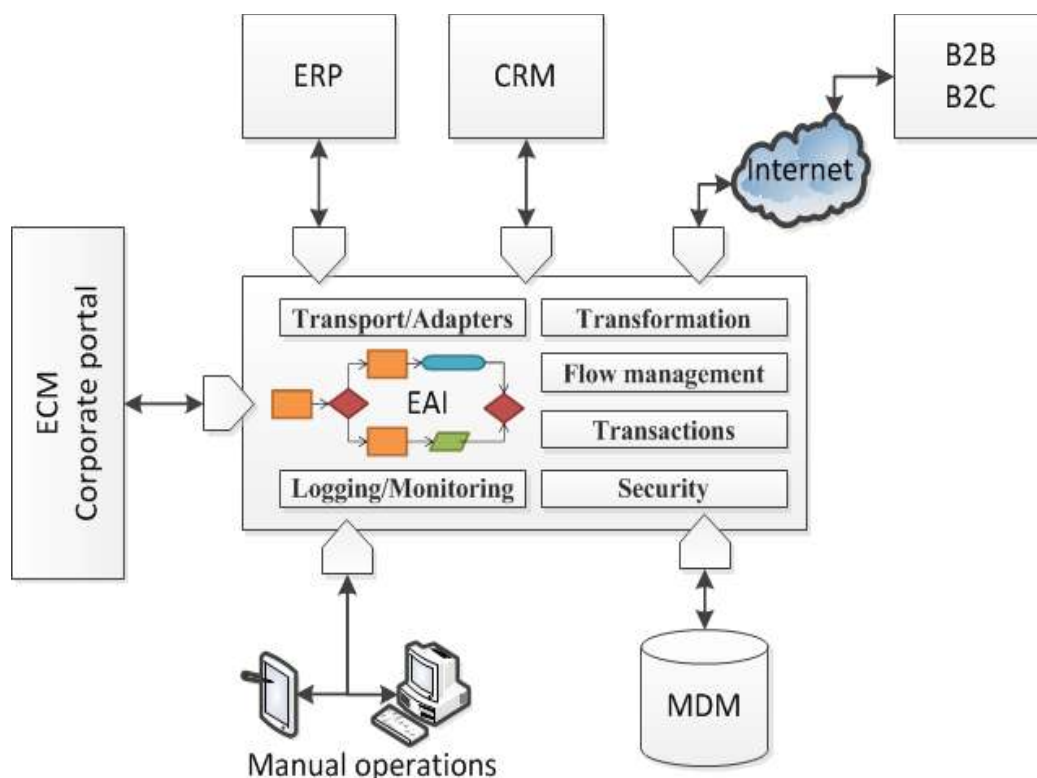 ERP
CRM
B2B
B2C
Internet
ECM
Corporate portal
Transport/Adapters
Transformation
Flow management
EAI
Transactions
Logging/Monitoring
Security
Manual operations
MDM